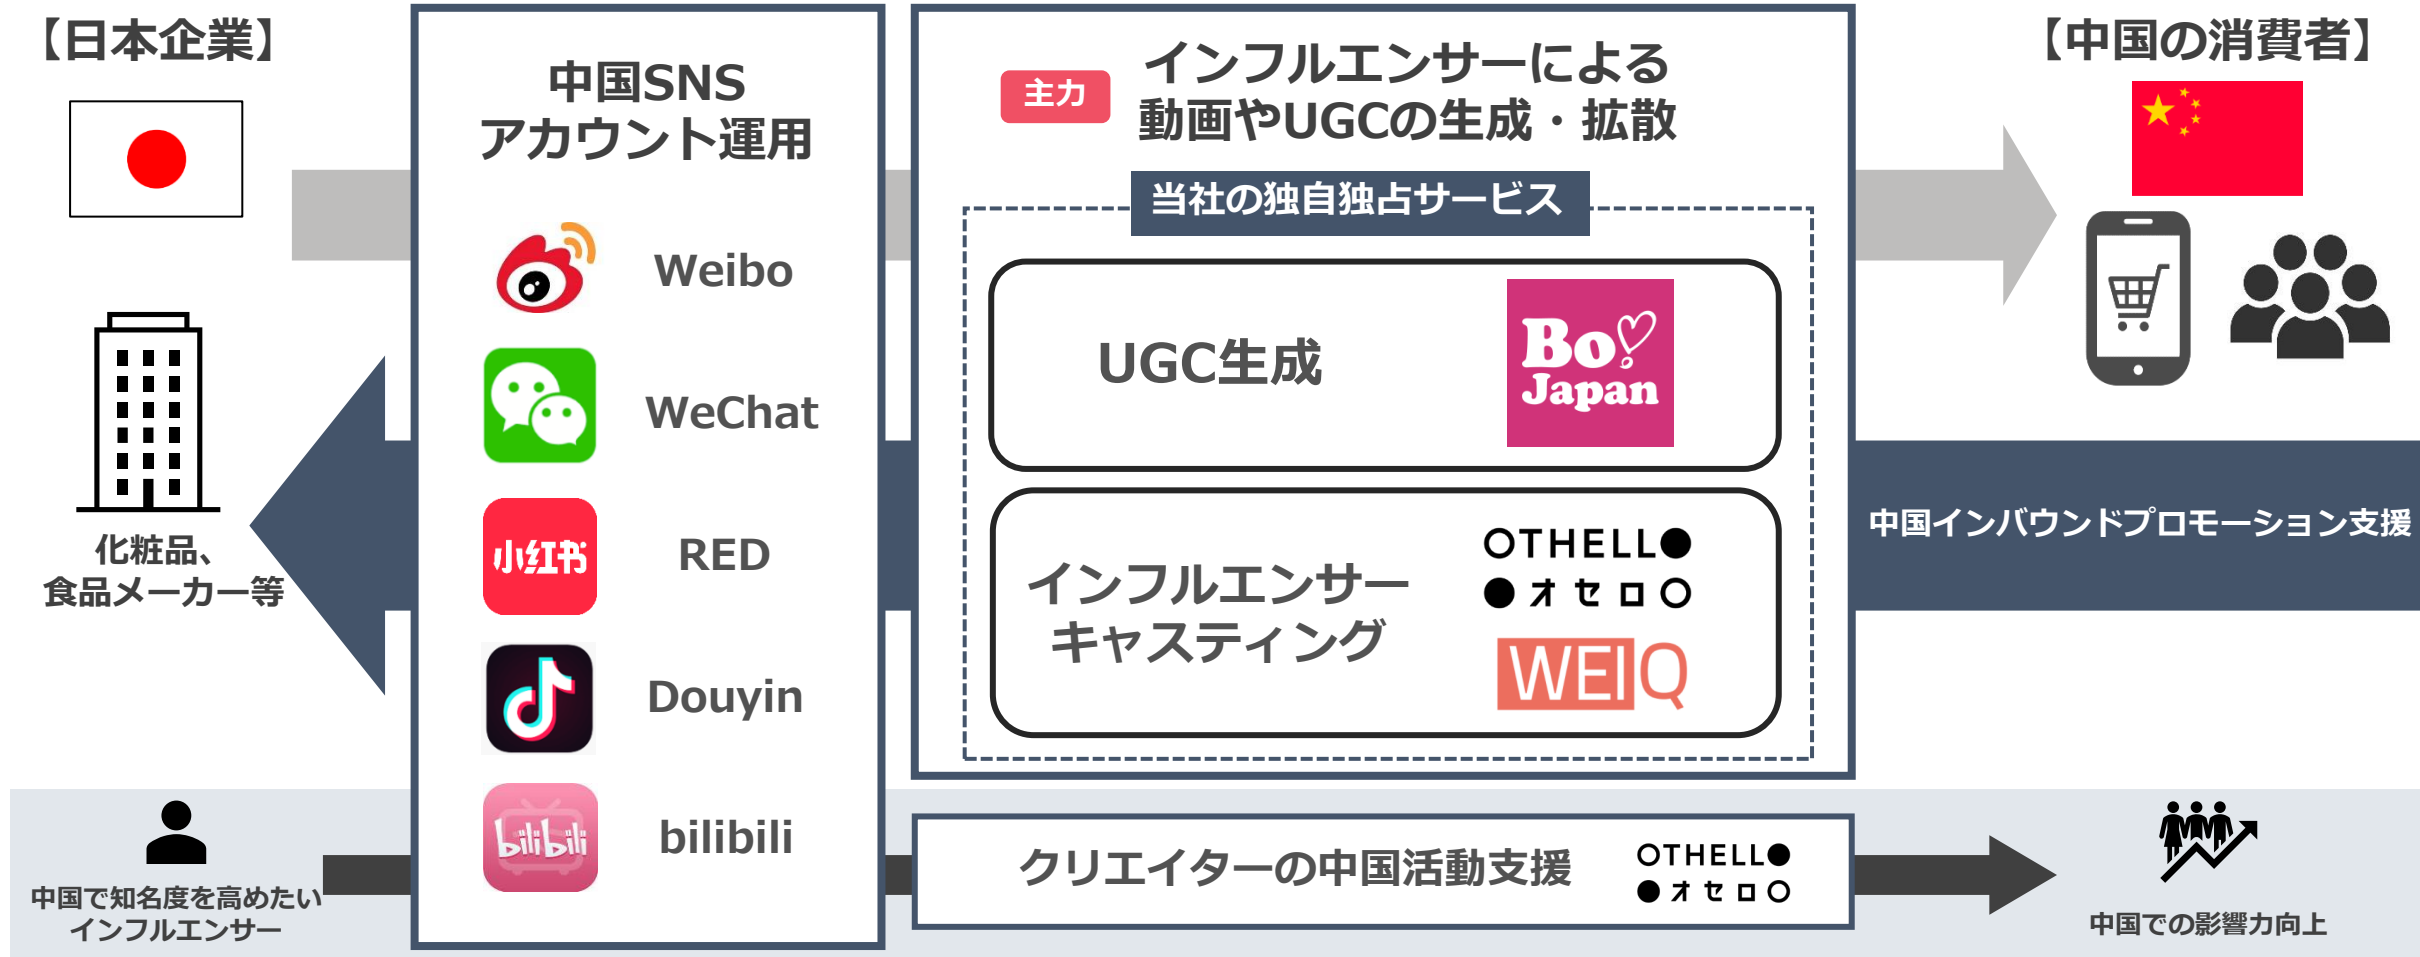 【日本企業】
化粧品、
食品メーカー等
中国SNS
アカウント運用
Weibo
WeChat
小红书
RED
Douyin
bilibili
bilibili
主力
インフルエンサーによる
動画やUGCの生成・拡散
当社の独自独占サービス
UGC生成
Bo
Japan
インフルエンサー
キャスティング
OTHELLO
●オセロ○
WEIQ
【中国の消費者】
中国インバウンドプロモーション支援
中国で知名度を高めたい
インフルエンサー
クリエイターの中国活動支援
OTHELLO
●オセロ○
中国での影響力向上